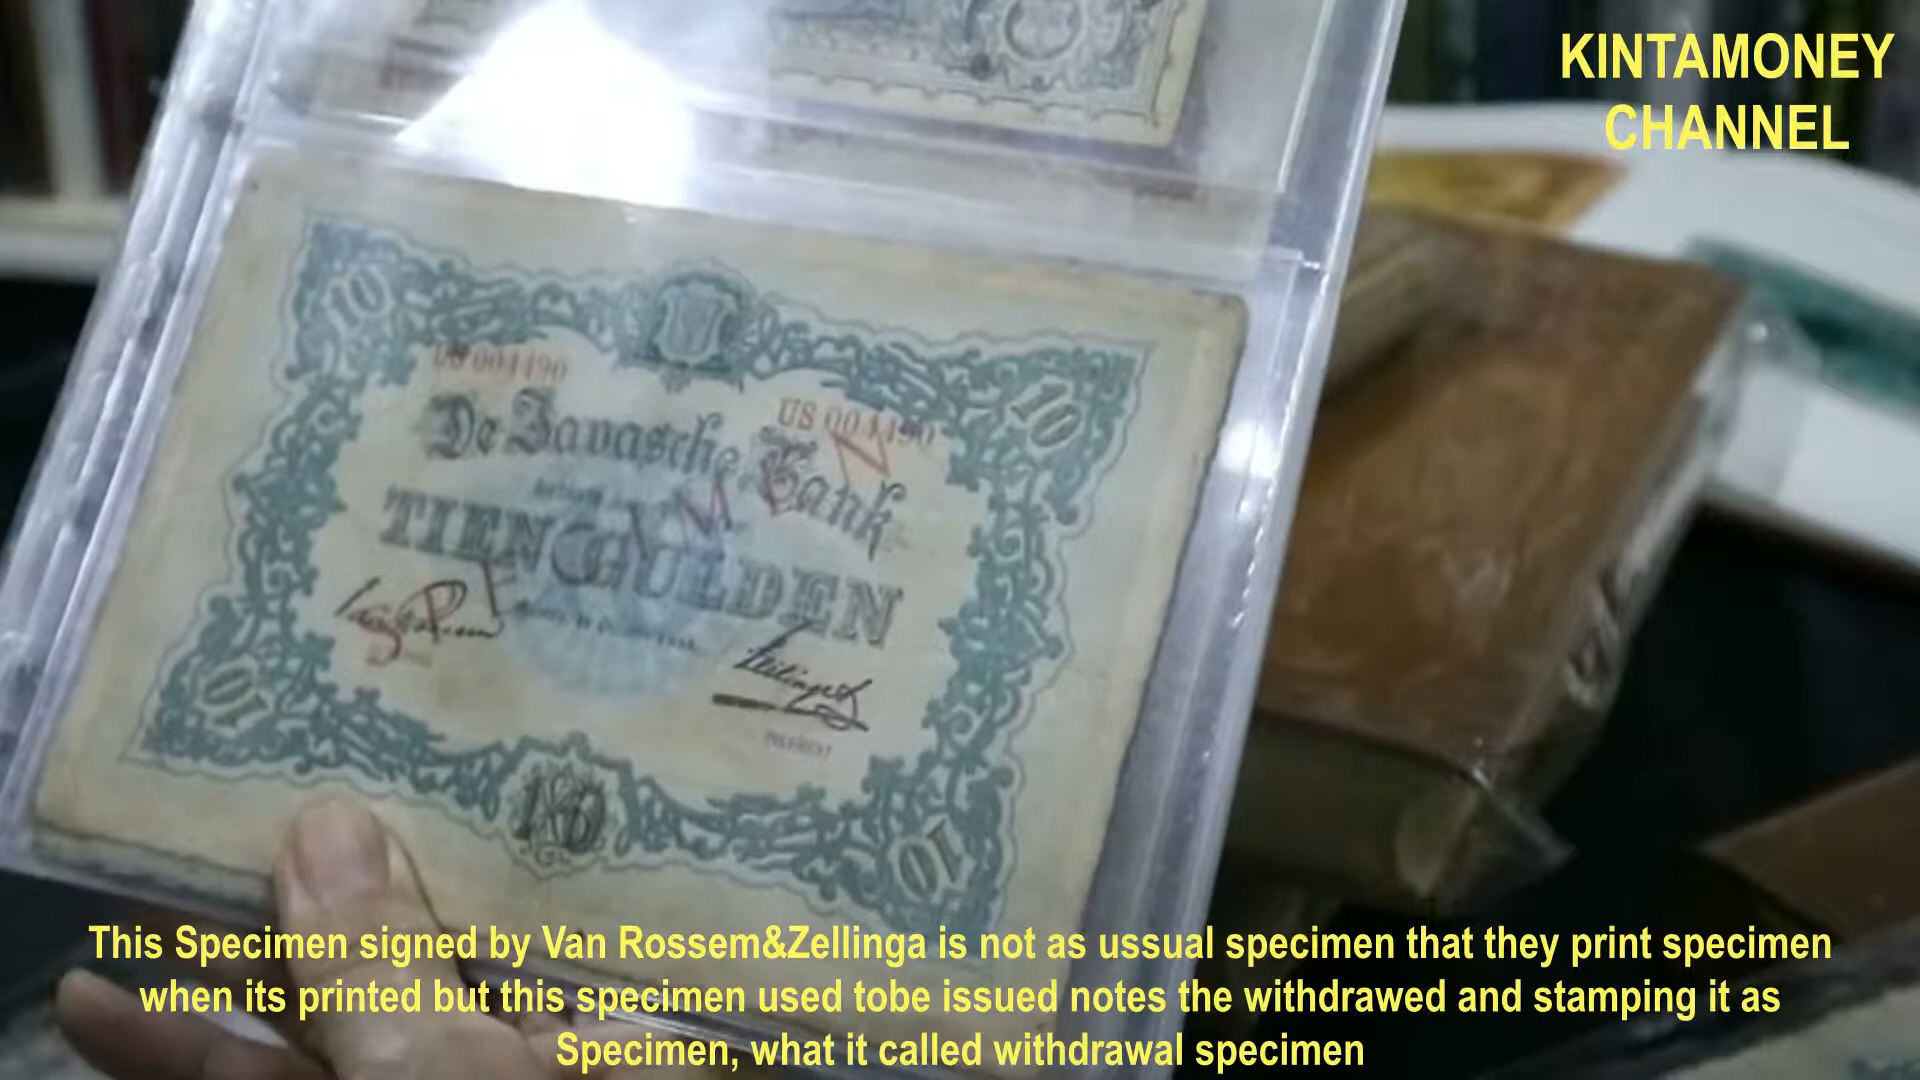 KINTAMONEY
CHANNEL
10
US 004490
US 004490
De Javasche Bank
10
TIEN GULDEN
10
10
This Specimen signed by Van Rossem&Zellinga is not as ussual specimen that they print specimen
when its printed but this specimen used tobe issued notes the withdrawed and stamping it as
Specimen, what it called withdrawal specimen